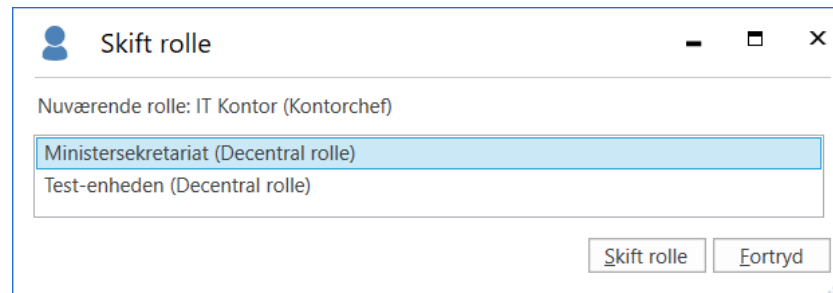 Skift rolle
Nuværende rolle: IT Kontor (Kontorchef)
Ministersekretariat (Decentral rolle)
Test-enheden (Decentral rolle)
Skift rolle Fortryd